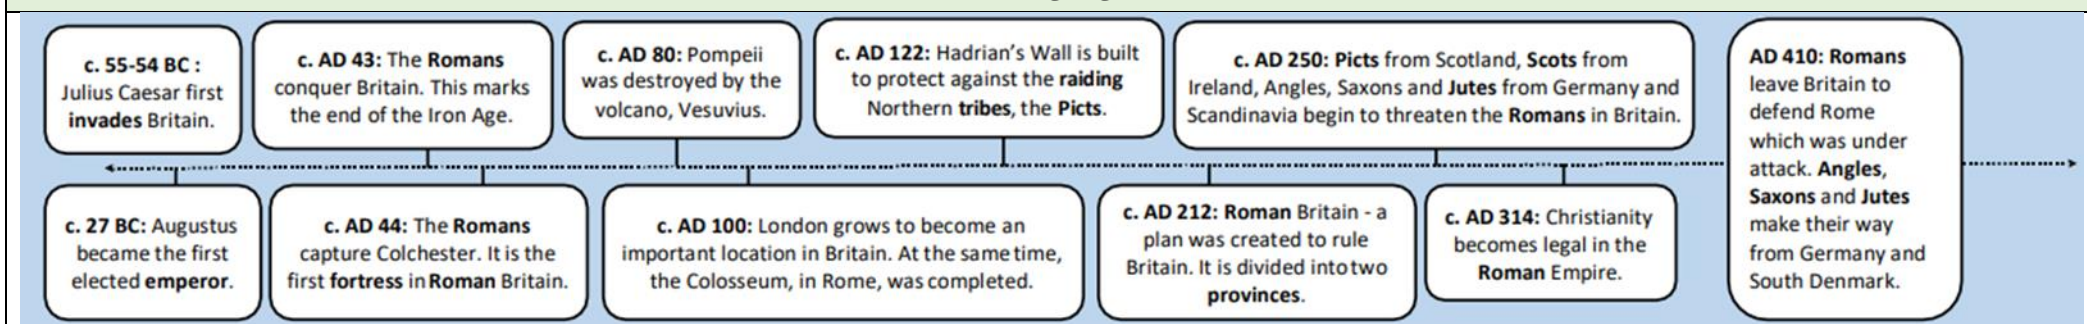 c. 55-54 BC :
Julius Caesar first
invades Britain.
c. 27 BC: Augustus
became the first
elected emperor.
c. AD 43: The Romans
conquer Britain. This marks
the end of the Iron Age.
c. AD 44: The Romans
capture Colchester. It is the
first fortress in Roman Britain.
c. AD 80: Pompeii
was destroyed by the
volcano, Vesuvius.
c. AD 100: London grows to become an
important location in Britain. At the same time,
the Colosseum, in Rome, was completed.
c. AD 122: Hadrian's Wall is built
to protect against the raiding
Northern tribes, the Picts.
c. AD 212: Roman Britain - a
plan was created to rule
Britain. It is divided into two
provinces.
c. AD 250: Picts from Scotland, Scots from
Ireland, Angles, Saxons and Jutes from Germany and
Scandinavia begin to threaten the Romans in Britain.
c. AD 314: Christianity
becomes legal in the
Roman Empire.
AD 410: Romans
leave Britain to
defend Rome
which was under
attack. Angles,
Saxons and Jutes
make their way
from Germany and
South Denmark.